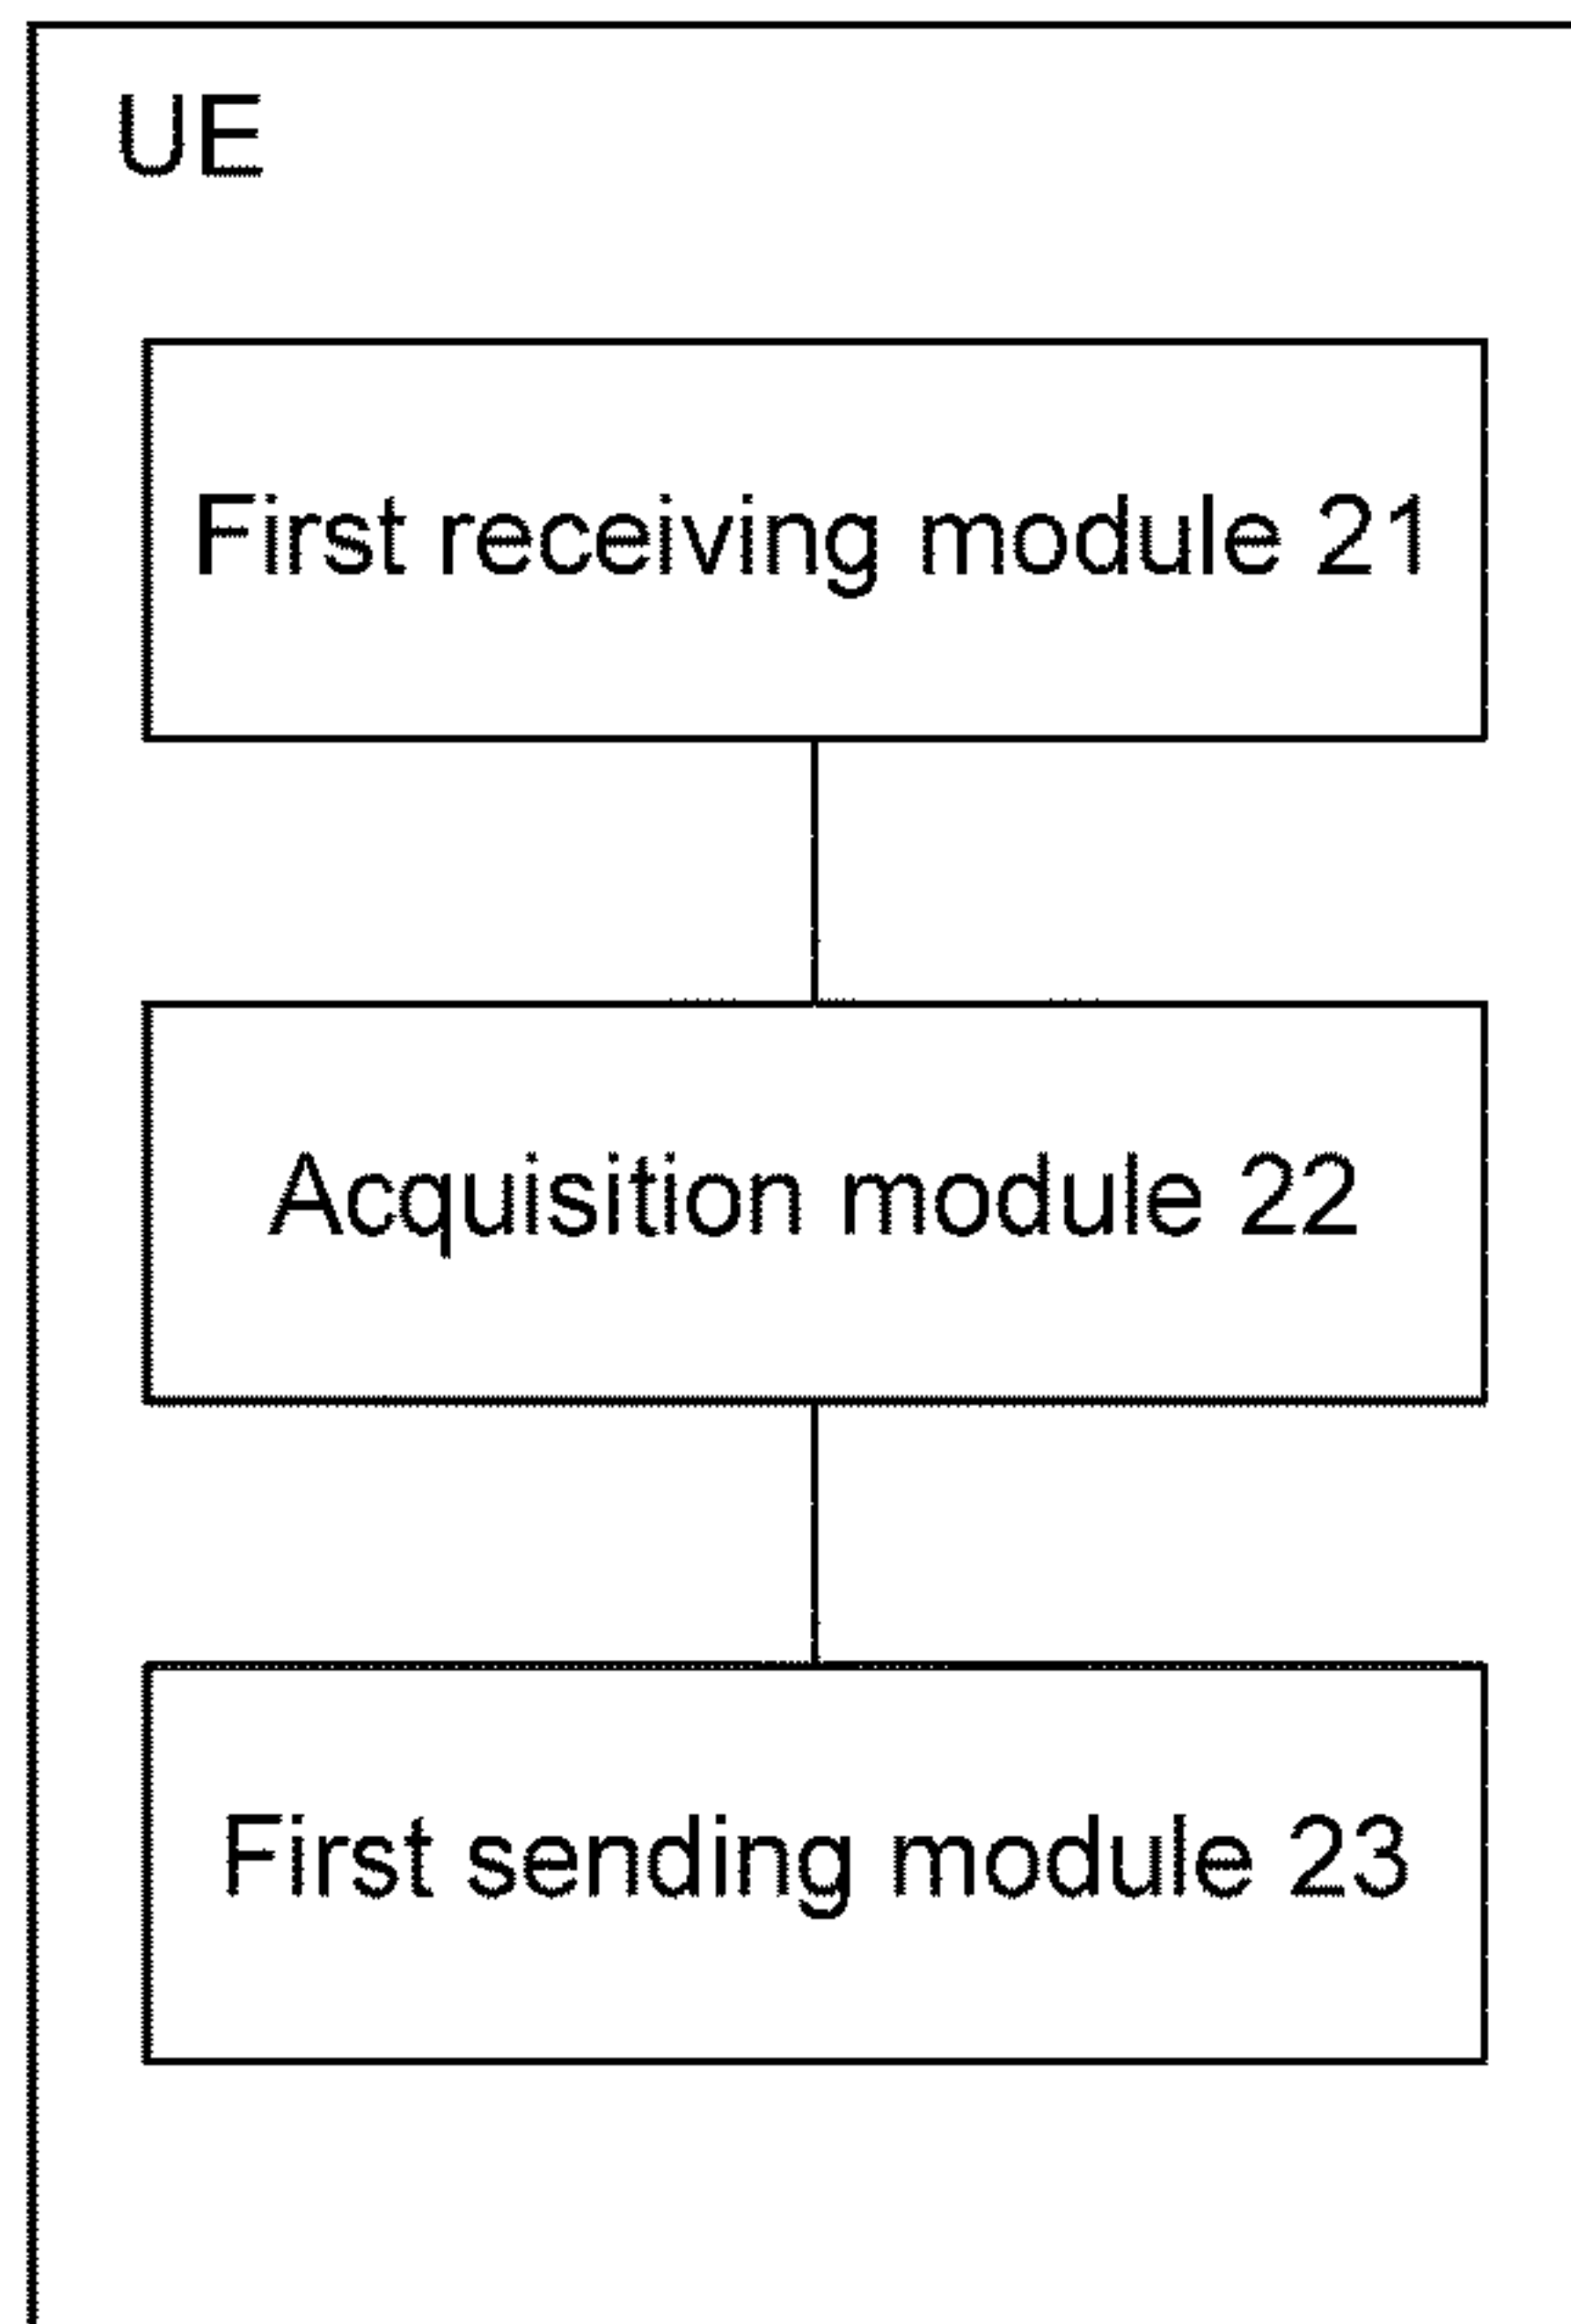 UE
First receiving module 21
Acquisition module 22
First sending module 23